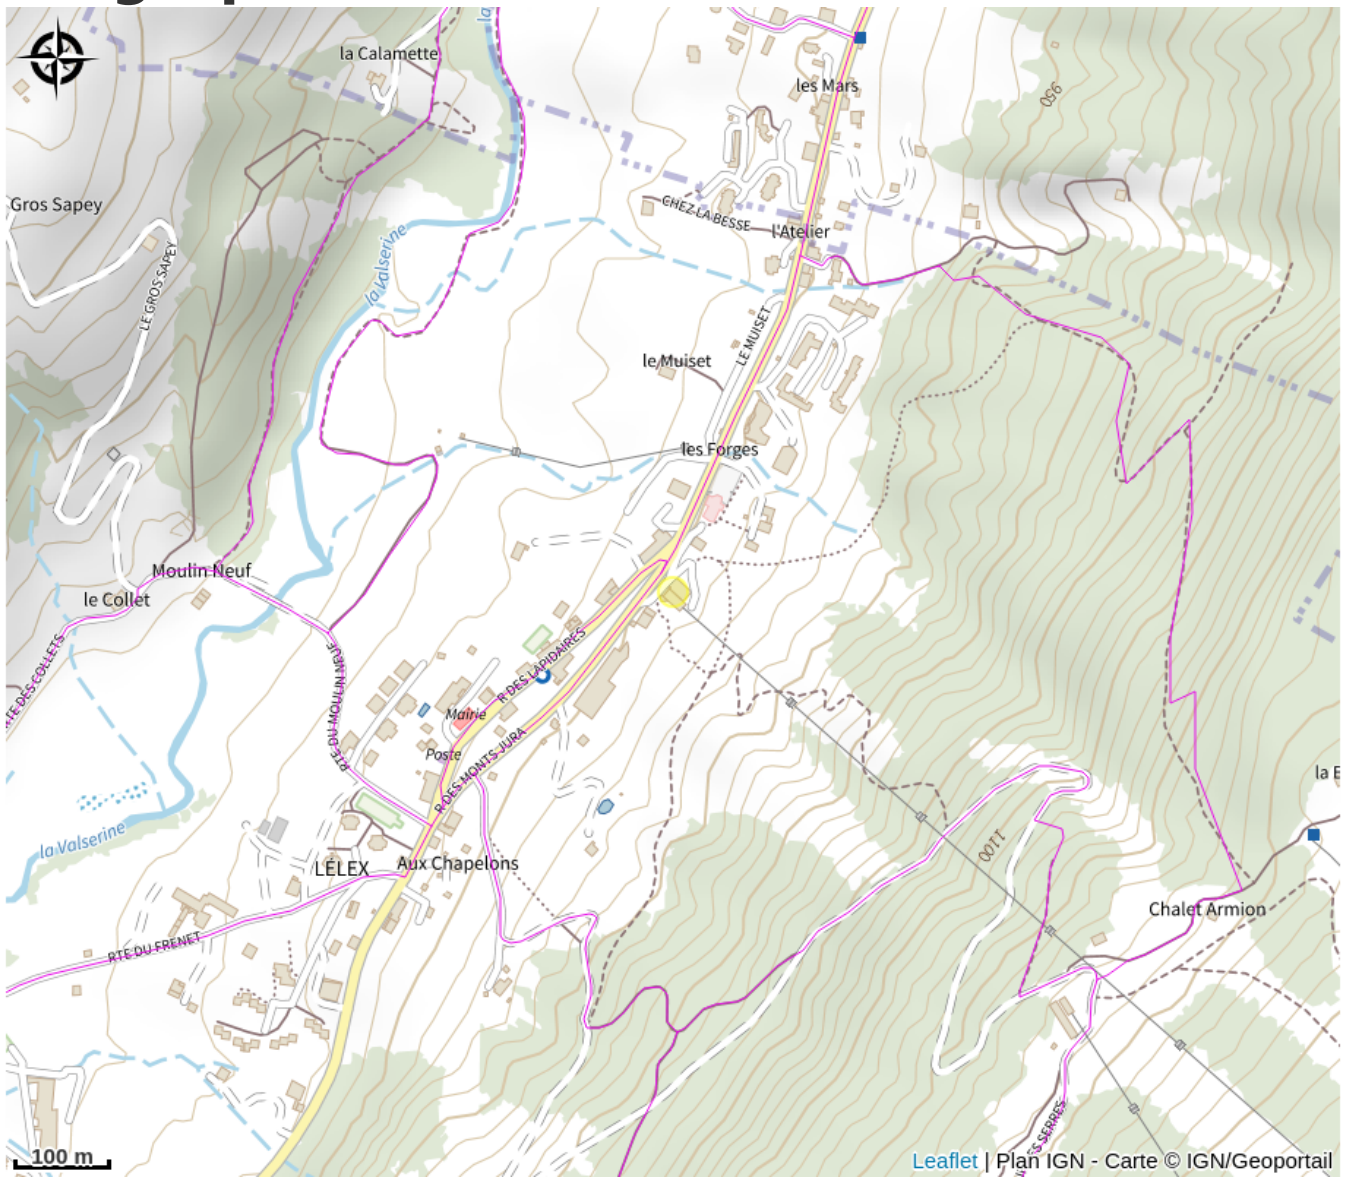 la Calamette
les Mars
950
Gros Sapey
CHEZ LA BESSE
l'Atelier
la Valserine
LE GROS SAPEY
LE MUISET
le Muiset
les Forges
Moulin Neuf
le Collet
RTE DES COLLETS
RTE DU MOULIN NEUF
R DES LAPIDAIRES
Mairie
Poste
R DES MONTS JURA
la Valserine
LÉLEX
Aux Chapelons
1100
Chalet Armion
RTE DU FRENET
SERRES
100 m
Leaflet | Plan IGN - Carte © IGN/Geoportail